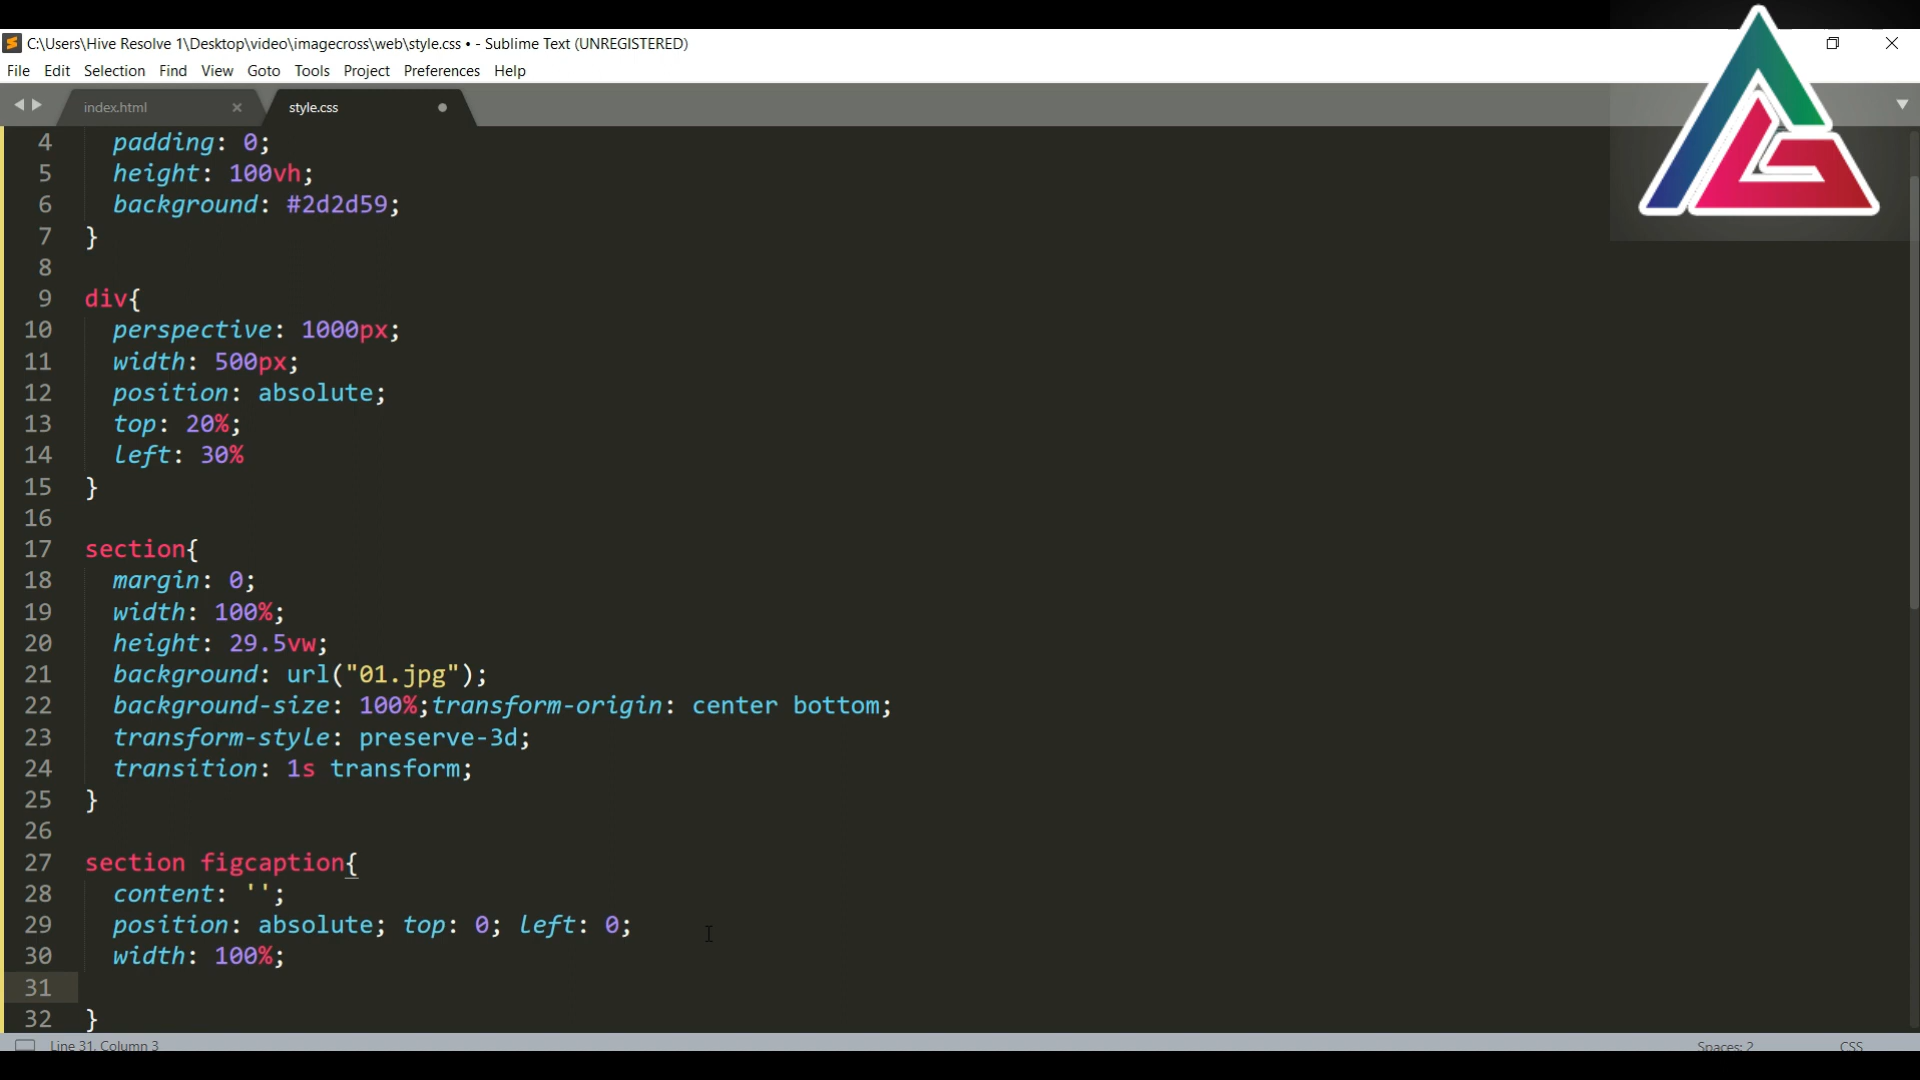 C:\Users\Hive Resolve 1\Desktop\video\imagecross\web\style.css • - Sublime Text (UNREGISTERED)
File Edit Selection Find View Goto Tools Project Preferences Help
index.html style.css
4 padding: 0;
5 height: 100vh;
6 background: #2d2d59;
7 }
8
9 div{
10 perspective: 1000px;
11 width: 500px;
12 position: absolute;
13 top: 20%;
14 left: 30%
15 }
16
17 section{
18 margin: 0;
19 width: 100%;
20 height: 29.5vw;
21 background: url("01.jpg");
22 background-size: 100%;transform-origin: center bottom;
23 transform-style: preserve-3d;
24 transition: 1s transform;
25 }
26
27 section figcaption{
28 content: '';
29 position: absolute; top: 0; left: 0;
30 width: 100%;
31
32 }
Line 31, Column 3 Spaces: 2 CSS